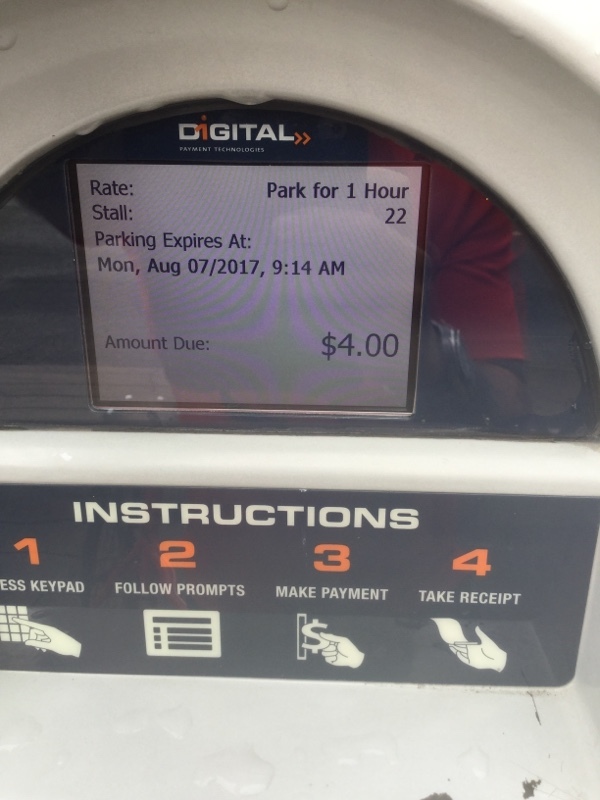 DIGITAL
PAYMENT TECHNOLOGIES
Rate: Park for 1 Hour
Stall: 22
Parking Expires At:
Mon, Aug 07/2017, 9:14 AM
Amount Due: $4.00
INSTRUCTIONS
1 2 3 4
ESS KEYPAD FOLLOW PROMPTS MAKE PAYMENT TAKE RECEIPT